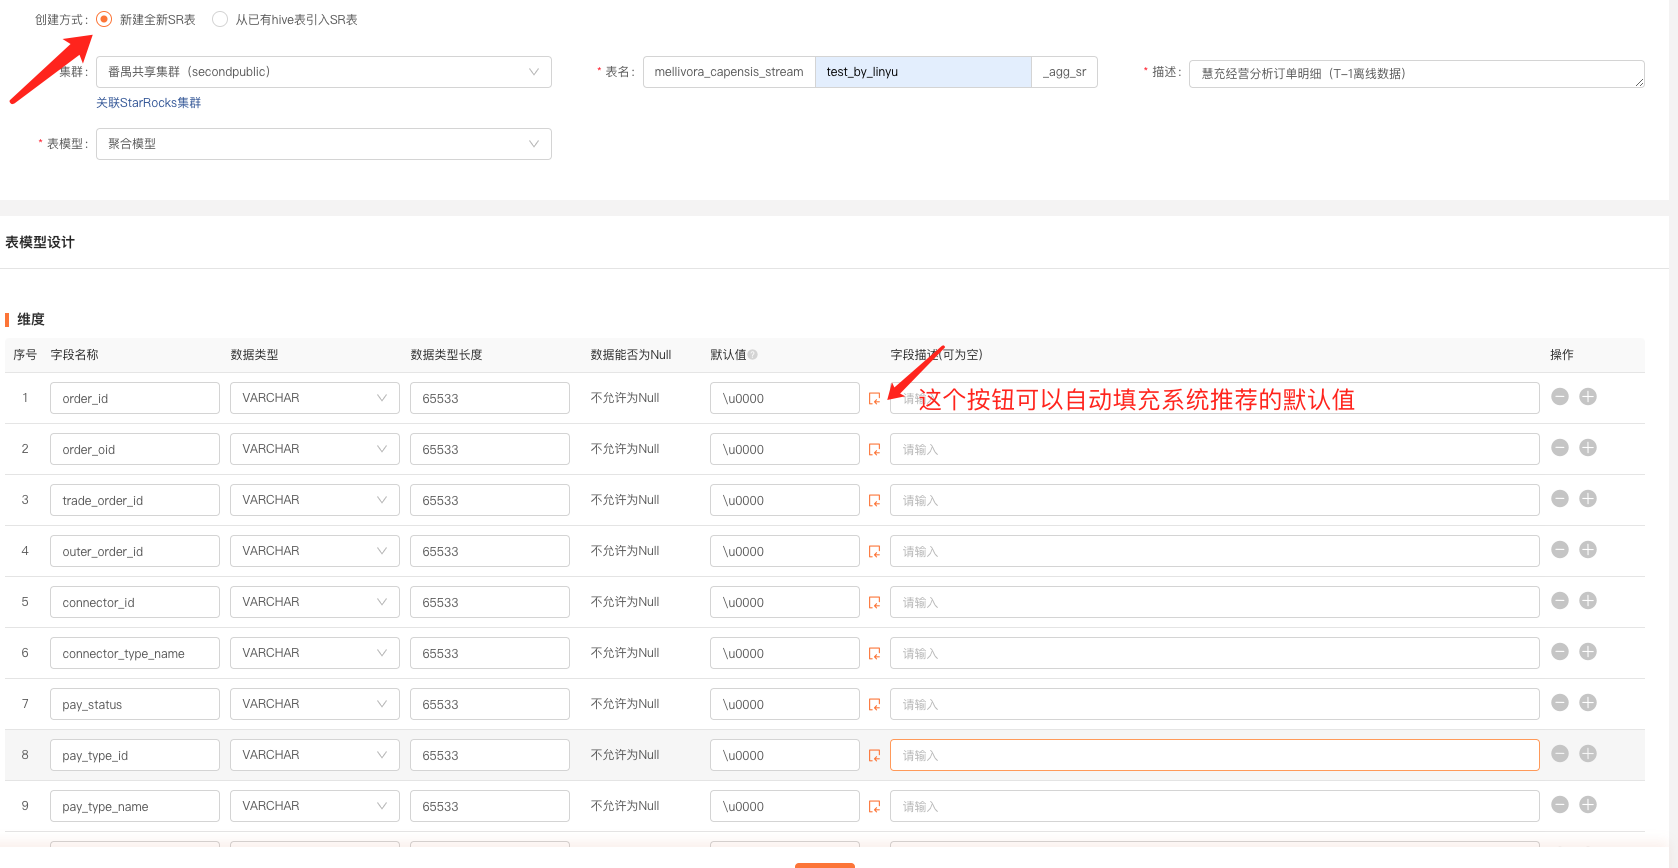 创建方式: 新建全新SR表 从已有hive表引入SR表
集群: 番禺共享集群（secondpublic） * 表名: mellivora_capensis_stream test_by_linyu _agg_sr * 描述: 慧充经营分析订单明细（T-1离线数据）
关联StarRocks集群
* 表模型: 聚合模型
表模型设计
维度
序号 字段名称 数据类型 数据类型长度 数据能否为Null 默认值 字段描述(可为空) 操作
1 order_id VARCHAR 65533 不允许为Null \u0000 请输 这个按钮可以自动填充系统推荐的默认值
2 order_oid VARCHAR 65533 不允许为Null \u0000 请输入
3 trade_order_id VARCHAR 65533 不允许为Null \u0000 请输入
4 outer_order_id VARCHAR 65533 不允许为Null \u0000 请输入
5 connector_id VARCHAR 65533 不允许为Null \u0000 请输入
6 connector_type_name VARCHAR 65533 不允许为Null \u0000 请输入
7 pay_status VARCHAR 65533 不允许为Null \u0000 请输入
8 pay_type_id VARCHAR 65533 不允许为Null \u0000 请输入
9 pay_type_name VARCHAR 65533 不允许为Null \u0000 请输入